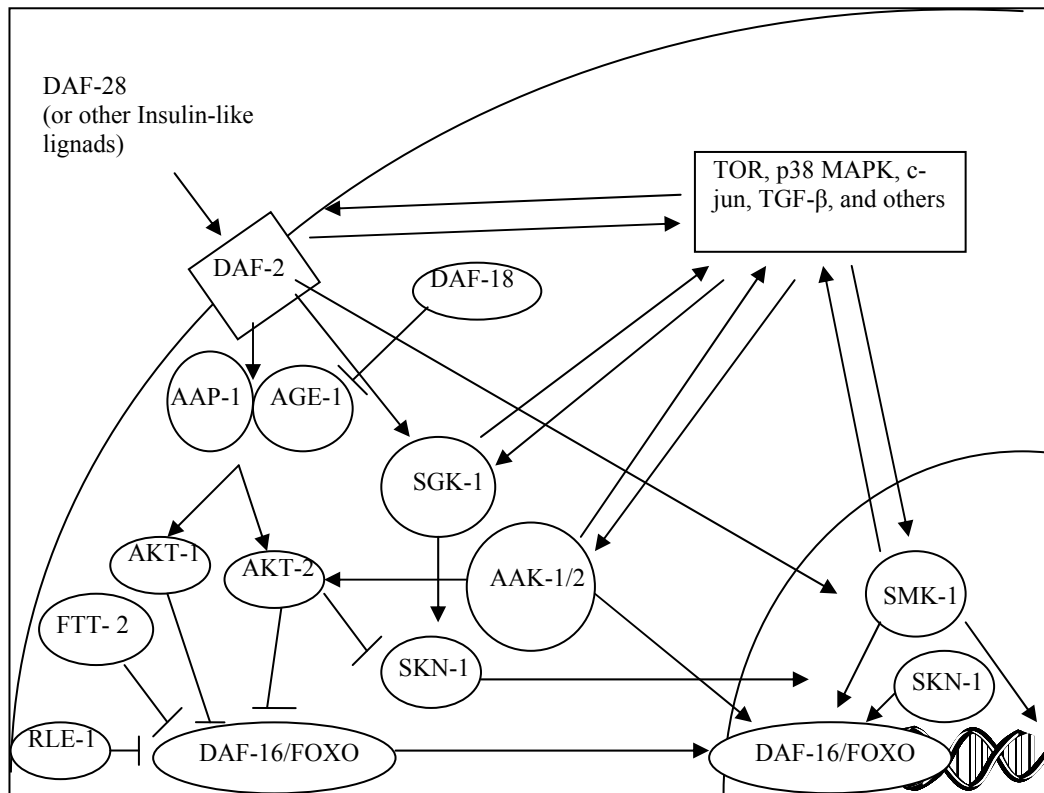 DAF-28
(or other Insulin-like
lignads)
TOR, p38 MAPK, c-
jun, TGF-β, and others
DAF-2
DAF-18
AAP-1
AGE-1
SGK-1
AKT-1
AKT-2
AAK-1/2
SMK-1
FTT- 2
SKN-1
SKN-1
RLE-1
DAF-16/FOXO
DAF-16/FOXO